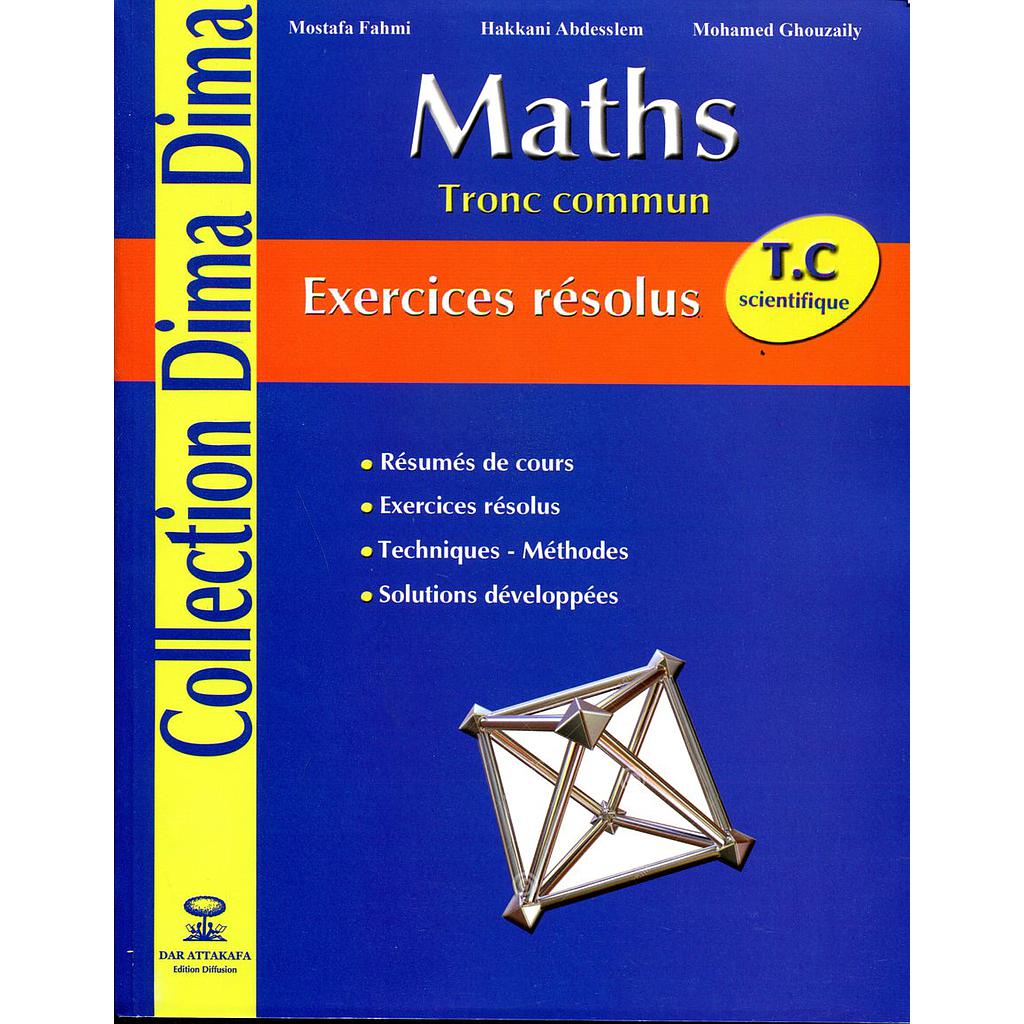 Mostafa Fahmi
Hakkani Abdesslem
Mohamed Ghouzaily
Maths
Tronc commun
T.C
scientifique
Exercices résolus
Résumés de cours
Exercices résolus
Techniques - Méthodes
Solutions développées
Collection Dima Dima
DAR ATTAKAFA
Edition Diffusion